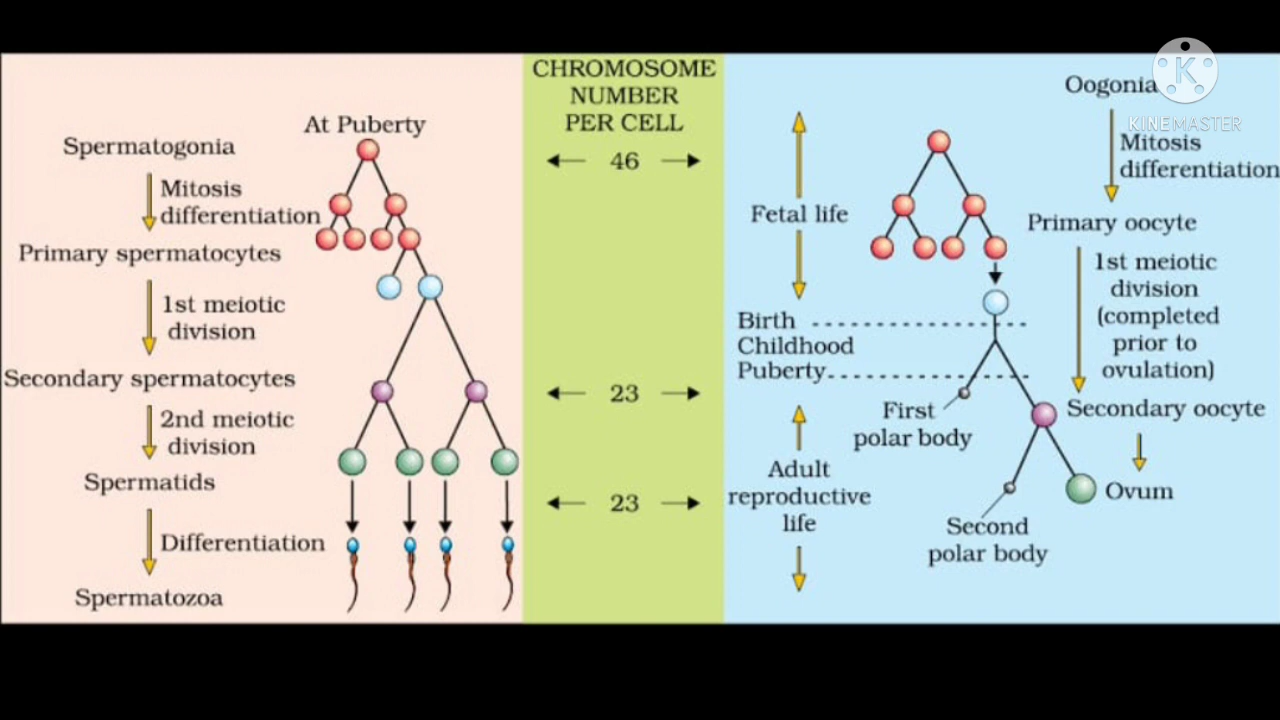 At Puberty
Spermatogonia
Mitosis
differentiation
Primary spermatocytes
1st meiotic
division
Secondary spermatocytes
2nd meiotic
division
Spermatids
Differentiation
Spermatozoa
CHROMOSOME
NUMBER
PER CELL
46
23
23
Fetal life
Birth
Childhood
Puberty
Adult
reproductive
life
First
polar body
Second
polar body
Oogonia
Mitosis
differentiation
Primary oocyte
1st meiotic
division
(completed
prior to
ovulation)
Secondary oocyte
Ovum
K
KINEMASTER